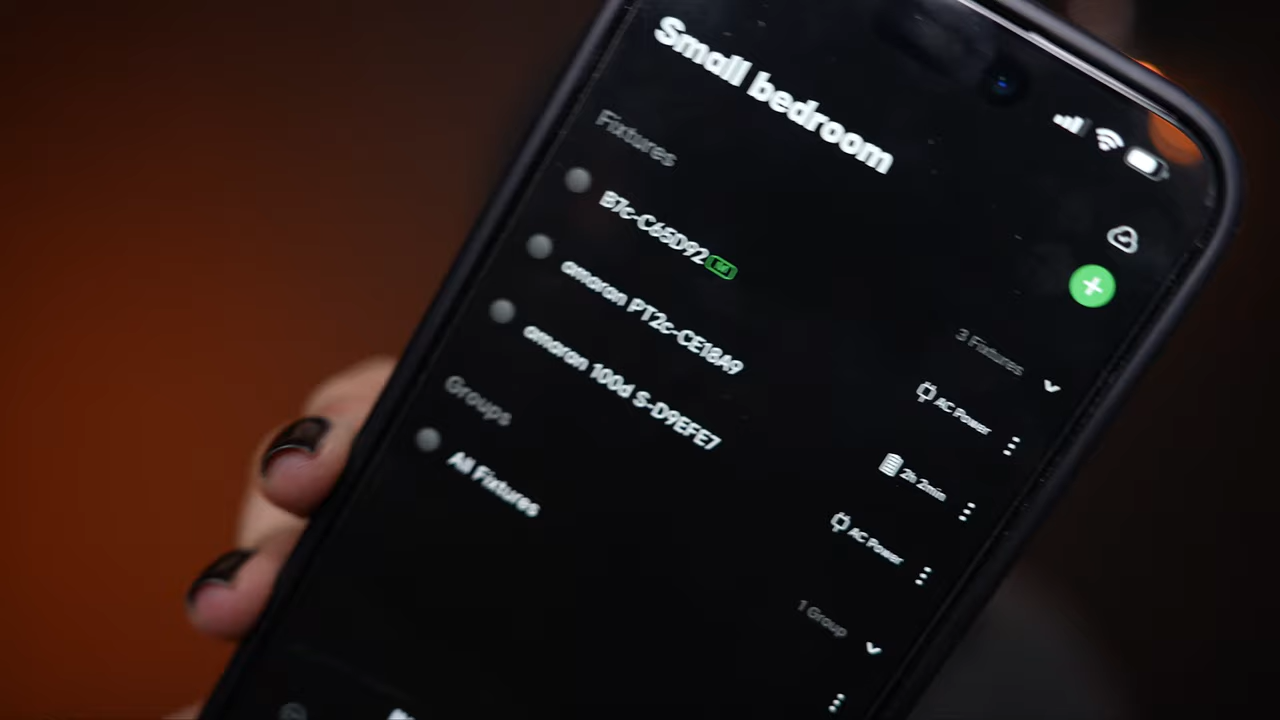 Small bedroom
Fixtures
3 Fixtures
B7c-C65D92
AC Power
amaran PT2c-CE18A9
2h 2min
amaran 100d S-D9EFE7
AC Power
Groups
1 Group
All Fixtures